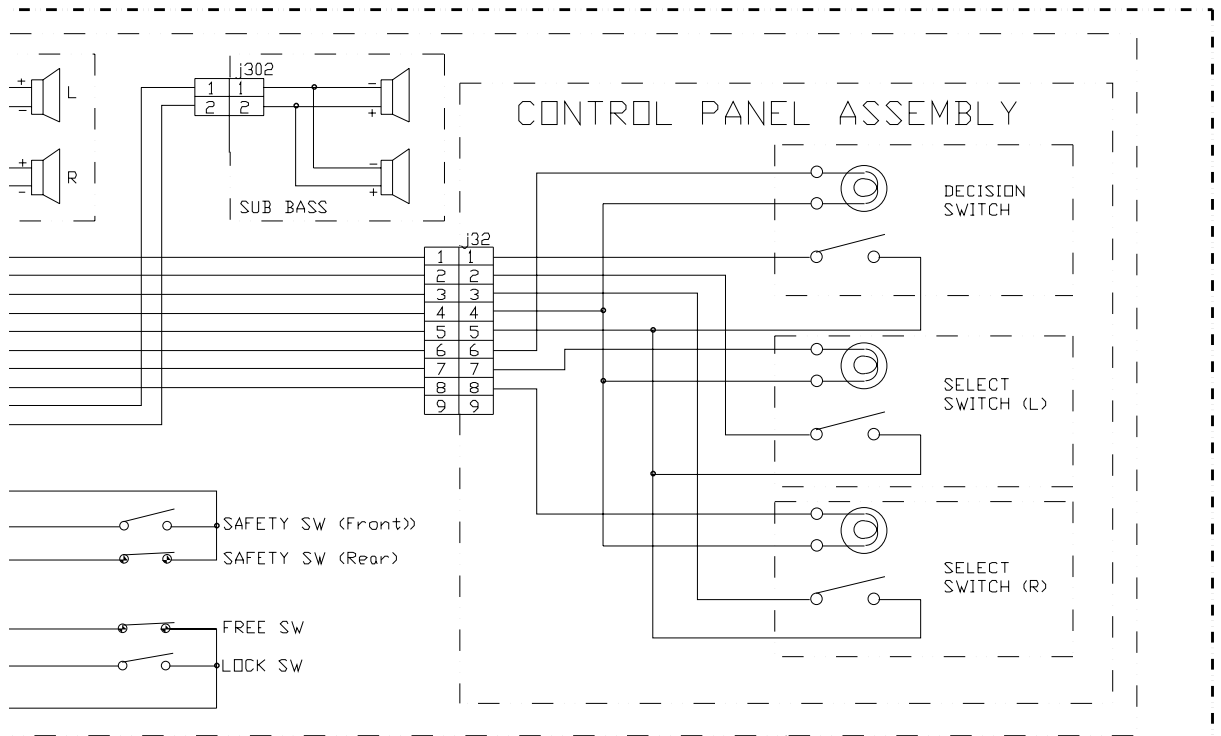 j302
+
L
-
1 1
2 2
-
+
CONTROL PANEL ASSEMBLY
+
R
-
-
+
SUB BASS
DECISION
SWITCH
j32
1 1
2 2
3 3
4 4
5 5
6 6
7 7
8 8
9 9
SELECT
SWITCH (L)
SAFETY SW (Front))
SAFETY SW (Rear)
SELECT
SWITCH (R)
FREE SW
LOCK SW